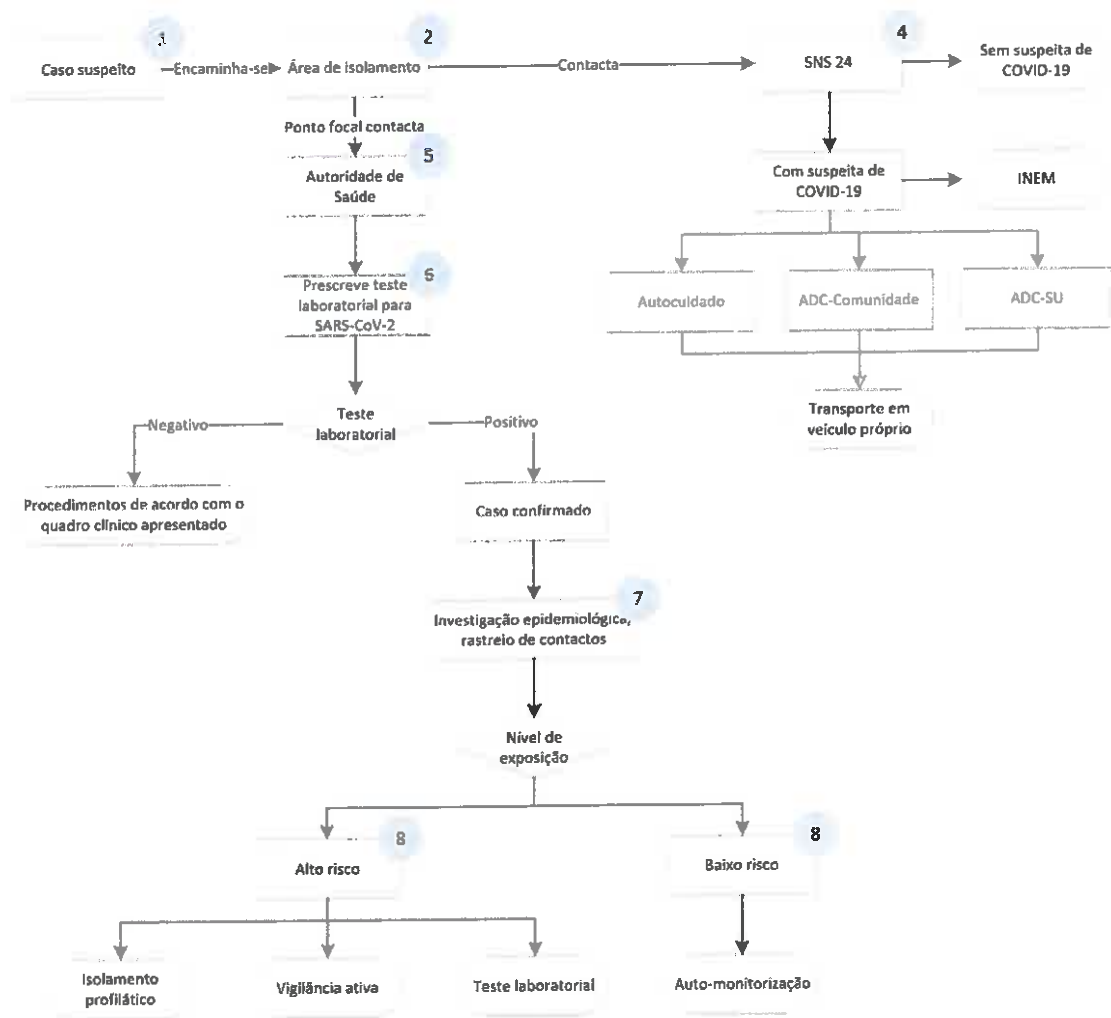 1
2
4
Caso suspeito
Encaminha-se
Área de isolamento
Contacta
SNS 24
Sem suspeita de
COVID-19
Ponto focal contacta
5
Autoridade de
Saúde
Com suspeita de
COVID-19
INEM
6
Prescreve teste
laboratorial para
SARS-CoV-2
Autocuidado
ADC-Comunidade
ADC-SU
Negativo
Teste
laboratorial
Positivo
Transporte em
veículo próprio
Procedimentos de acordo com o
quadro clínico apresentado
Caso confirmado
7
Investigação epidemiológica,
rastreio de contactos
Nível de
exposição
8
Alto risco
8
Baixo risco
Isolamento
profilático
Vigilância ativa
Teste laboratorial
Auto-monitorização